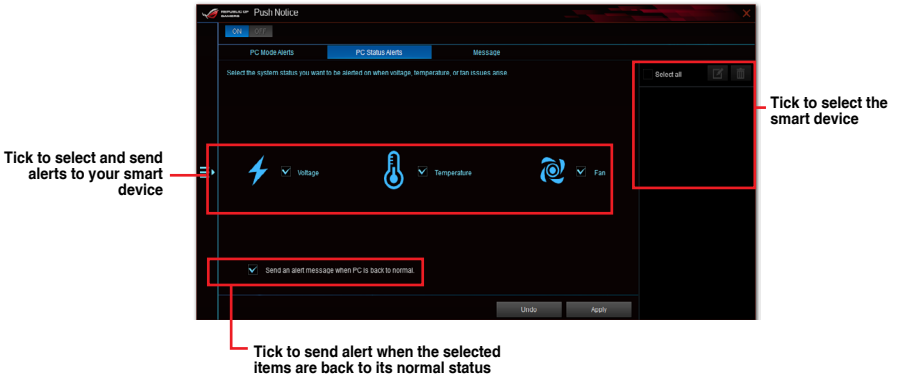 REPUBLIC OF
GAMERS
Push Notice
ON OFF
PC Mode Alerts PC Status Alerts Message
Select the system status you want to be alerted on when voltage, temperature, or fan issues arise
Select all
Tick to select the
smart device
Tick to select and send
alerts to your smart
device
Voltage Temperature Fan
Send an alert message when PC is back to normal.
Undo Apply
Tick to send alert when the selected
items are back to its normal status